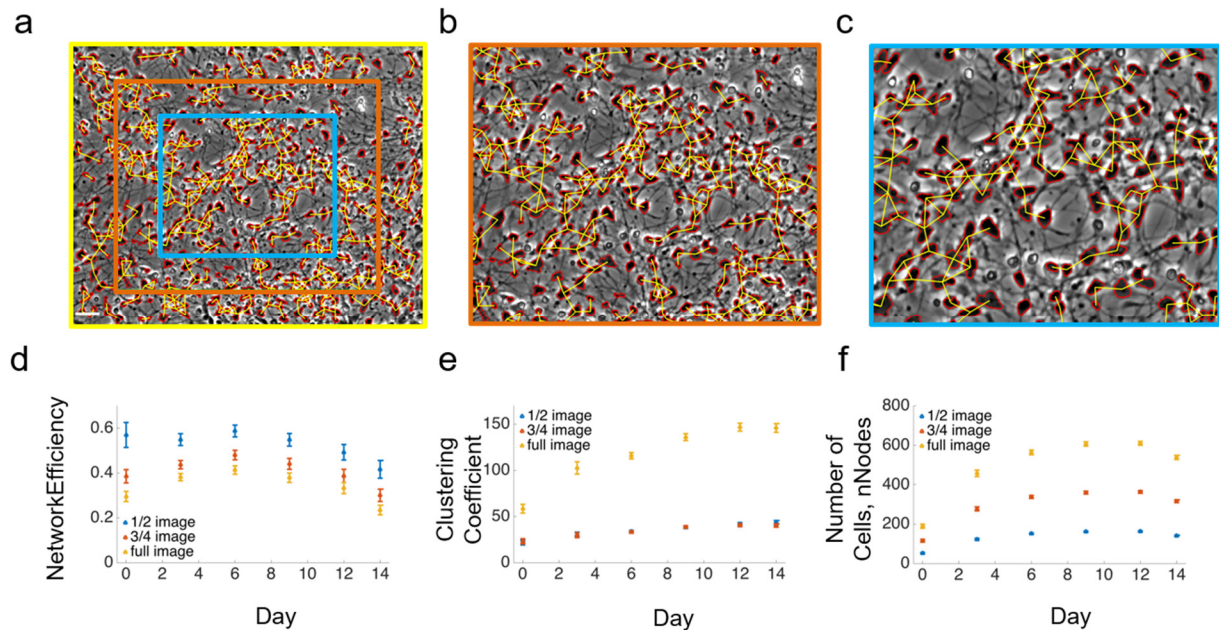 a
b
c
d
e
f
NetworkEfficiency
0.6
0.4
0.2
0
1/2 image
3/4 image
full image
0 2 4 6 8 10 12 14
Day
Clustering
Coefficient
150
100
50
0
1/2 image
3/4 image
full image
0 2 4 6 8 10 12 14
Day
Number of
Cells, nNodes
800
600
400
200
0
1/2 image
3/4 image
full image
0 2 4 6 8 10 12 14
Day